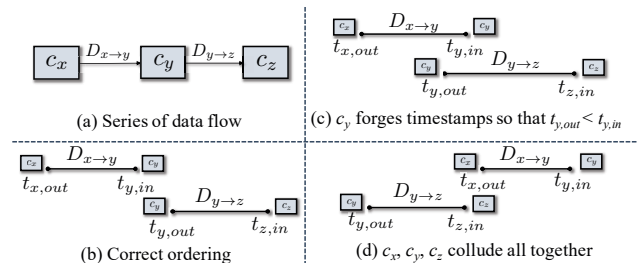 c_x D_{x→y} c_y D_{y→z} c_z
(a) Series of data flow
c_x D_{x→y} c_y
t_{x,out} t_{y,in}
c_y D_{y→z} c_z
t_{y,out} t_{z,in}
(b) Correct ordering
c_x D_{x→y} c_y
t_{x,out} t_{y,in}
c_y D_{y→z} c_z
t_{y,out} t_{z,in}
(c) c_y forges timestamps so that t_{y,out} < t_{y,in}
c_x D_{x→y} c_y
t_{x,out} t_{y,in}
c_y D_{y→z} c_z
t_{y,out} t_{z,in}
(d) c_x, c_y, c_z collude all together